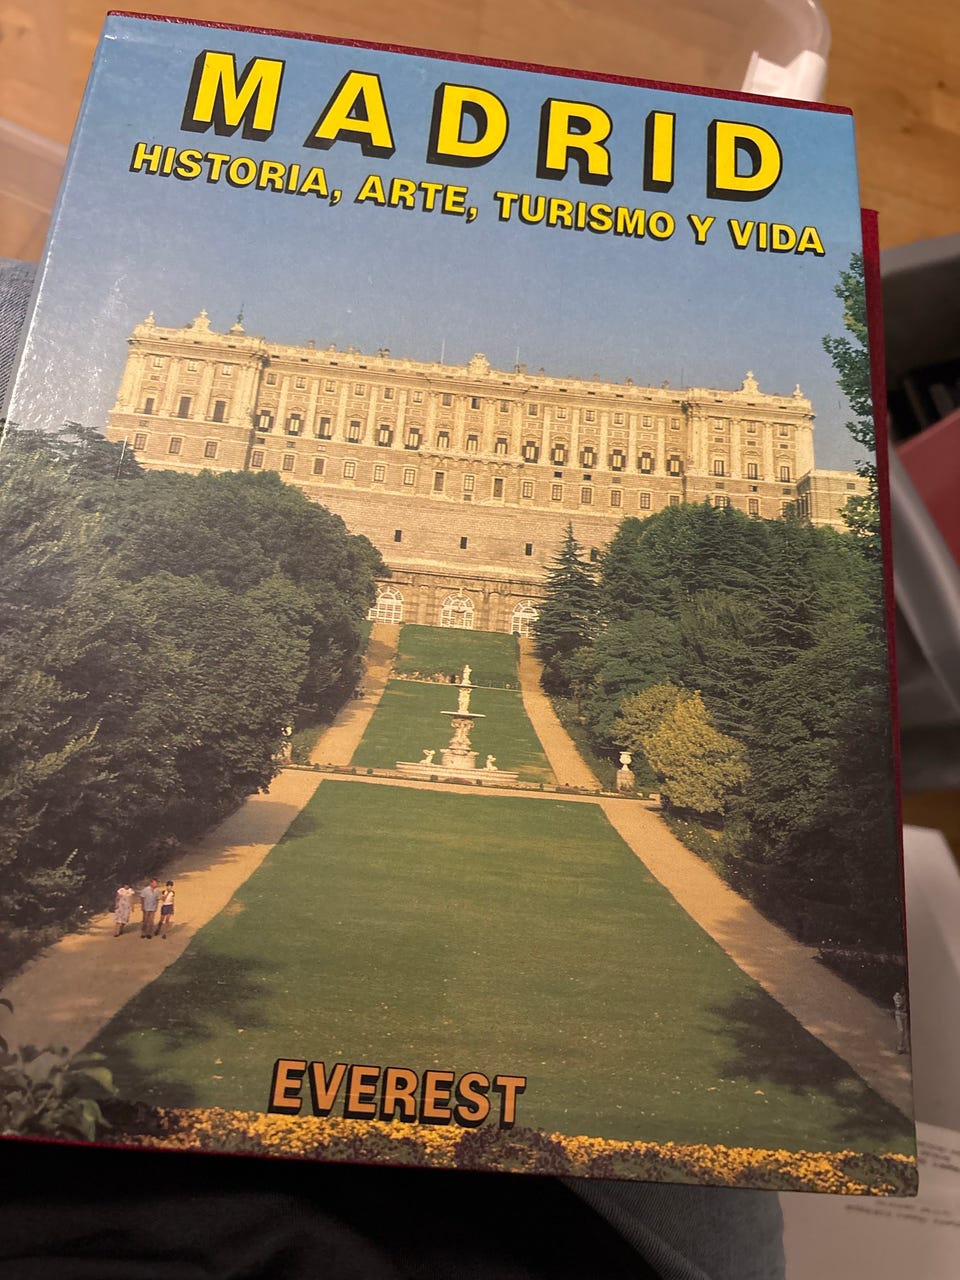 MADRID
HISTORIA, ARTE, TURISMO Y VIDA
EVEREST